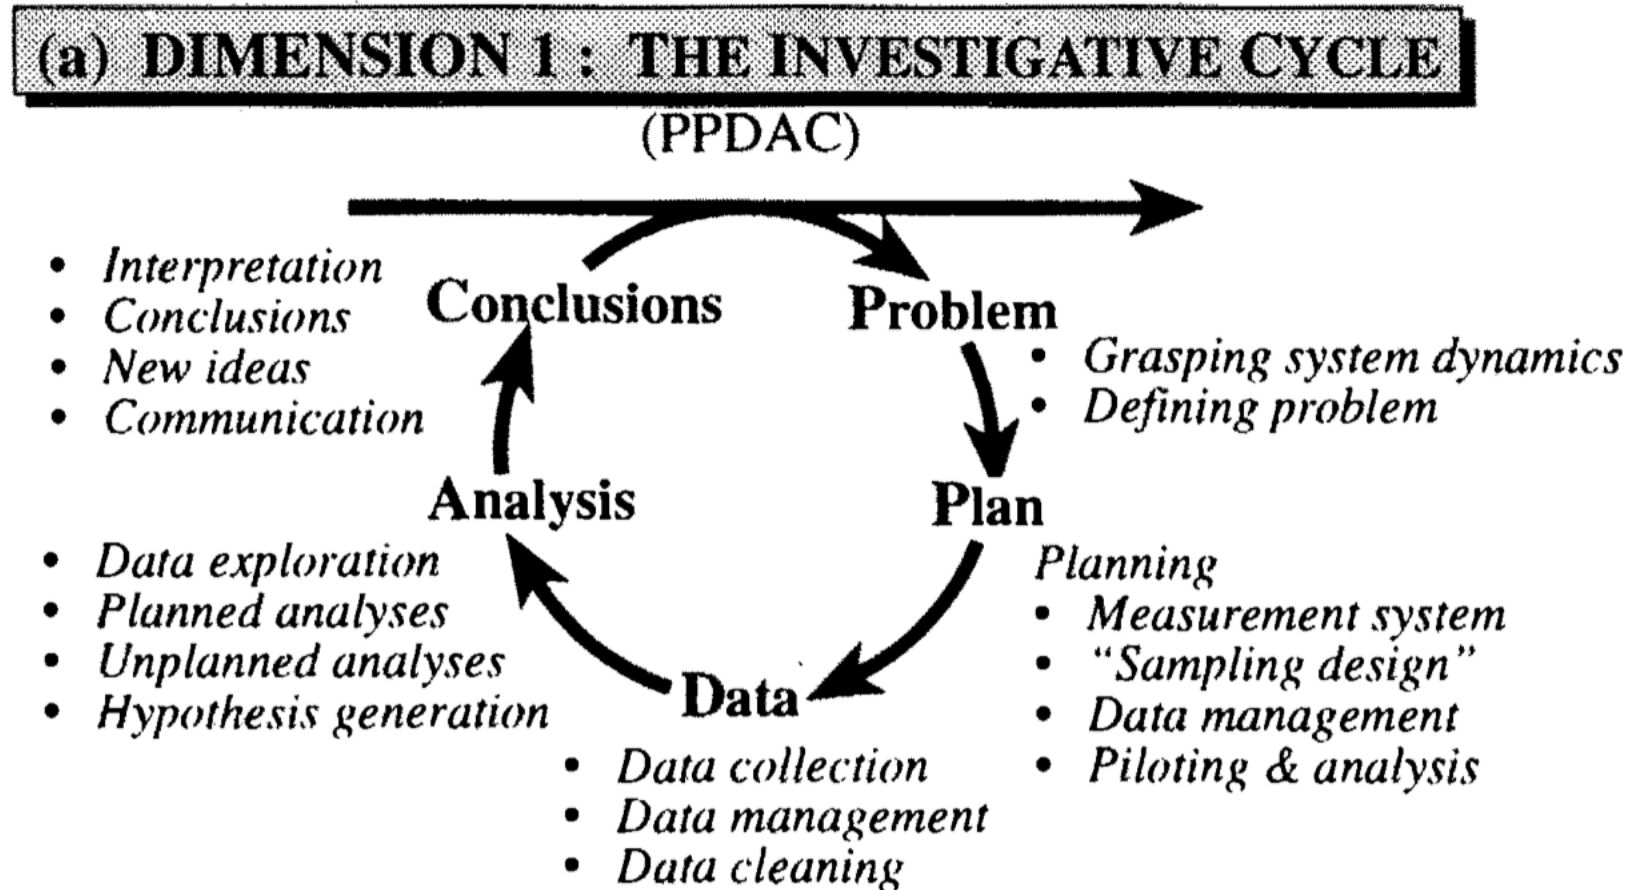 (a) DIMENSION 1 : THE INVESTIGATIVE CYCLE
(PPDAC)
Conclusions
• Interpretation
• Conclusions
• New ideas
• Communication
Problem
• Grasping system dynamics
• Defining problem
Plan
Planning
• Measurement system
• “Sampling design”
• Data management
• Piloting & analysis
Data
• Data collection
• Data management
• Data cleaning
Analysis
• Data exploration
• Planned analyses
• Unplanned analyses
• Hypothesis generation